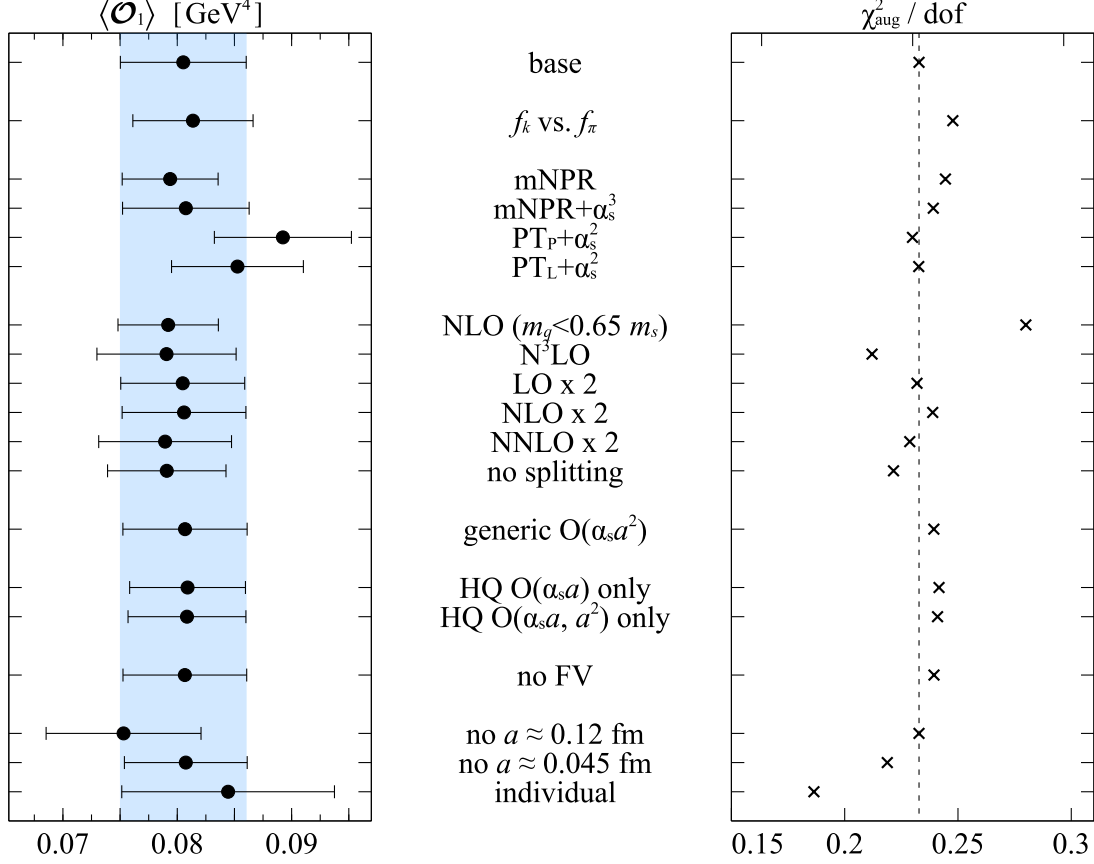 ⟨𝓞₁⟩ [GeV⁴]
χ²aug / dof
base
fₖ vs. fπ
mNPR
mNPR+αₛ³
PTP+αₛ²
PTL+αₛ²
NLO (mq<0.65 mₛ)
N³LO
LO x 2
NLO x 2
NNLO x 2
no splitting
generic O(αₛa²)
HQ O(αₛa) only
HQ O(αₛa, a²) only
no FV
no a ≈ 0.12 fm
no a ≈ 0.045 fm
individual
0.07 0.08 0.09
0.15 0.2 0.25 0.3